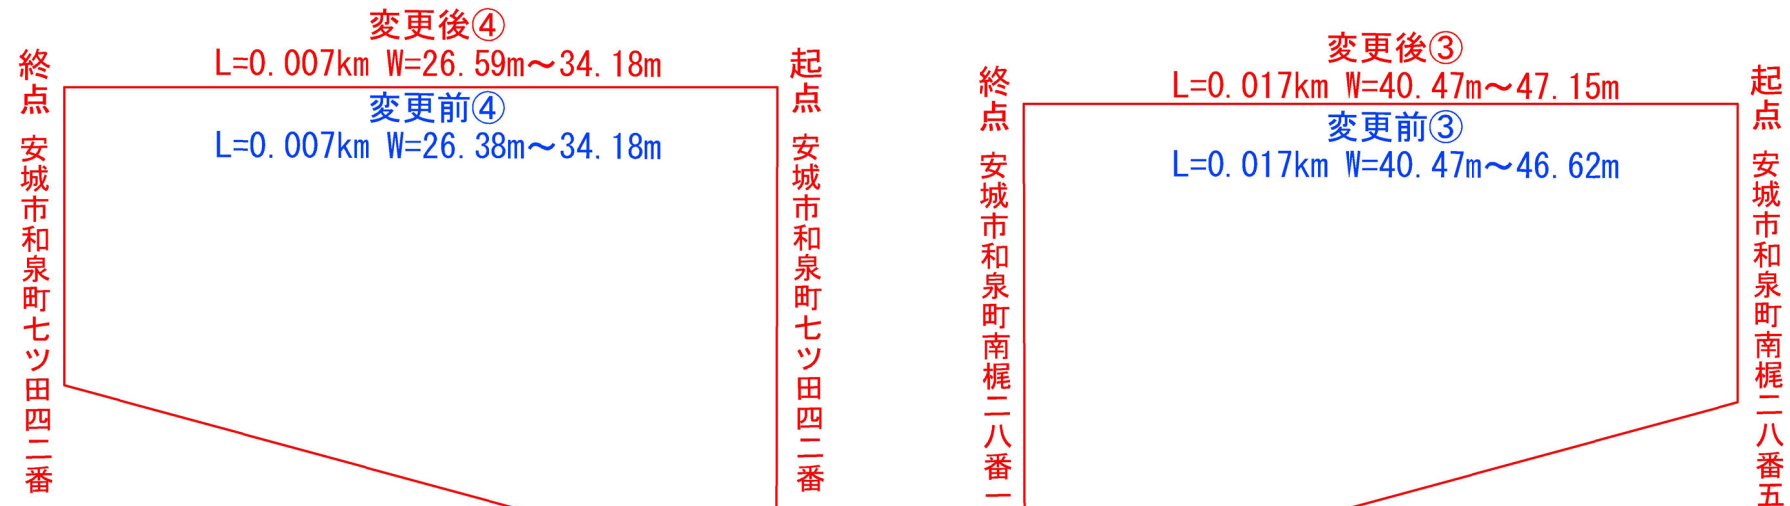 変更後④
L=0.007km W=26.59m～34.18m
変更前④
L=0.007km W=26.38m～34.18m
終点 安城市和泉町七ツ田四二番
起点 安城市和泉町七ツ田四二番
変更後③
L=0.017km W=40.47m～47.15m
変更前③
L=0.017km W=40.47m～46.62m
終点 安城市和泉町南梶二八番一
起点 安城市和泉町南梶二八番五